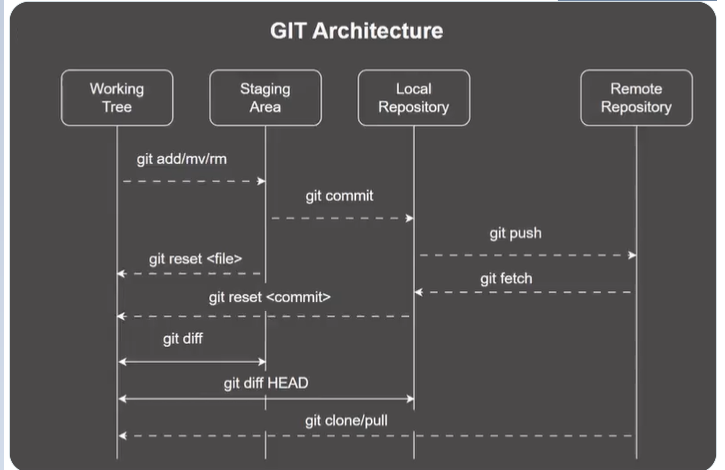 GIT Architecture
Working
Tree
Staging
Area
Local
Repository
Remote
Repository
git add/mv/rm
git commit
git push
git reset <file>
git fetch
git reset <commit>
git diff
git diff HEAD
git clone/pull